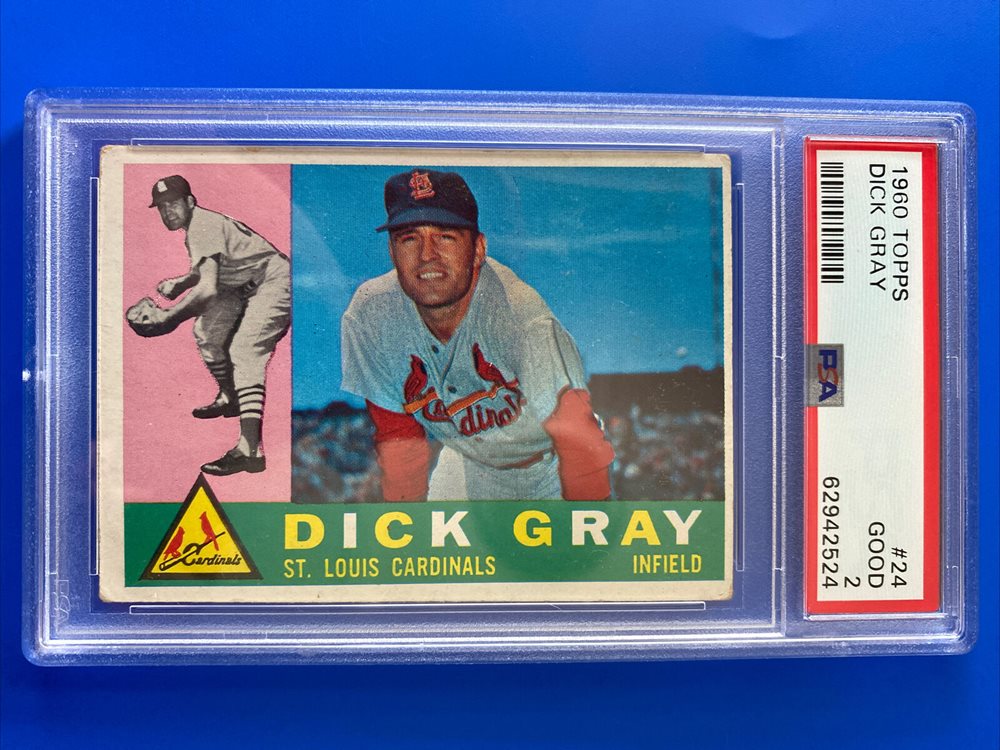 DICK GRAY
ST. LOUIS CARDINALS
INFIELD
Cardinals
Cardinals
1960 TOPPS
DICK GRAY
#24
GOOD
2
PSA
62942524